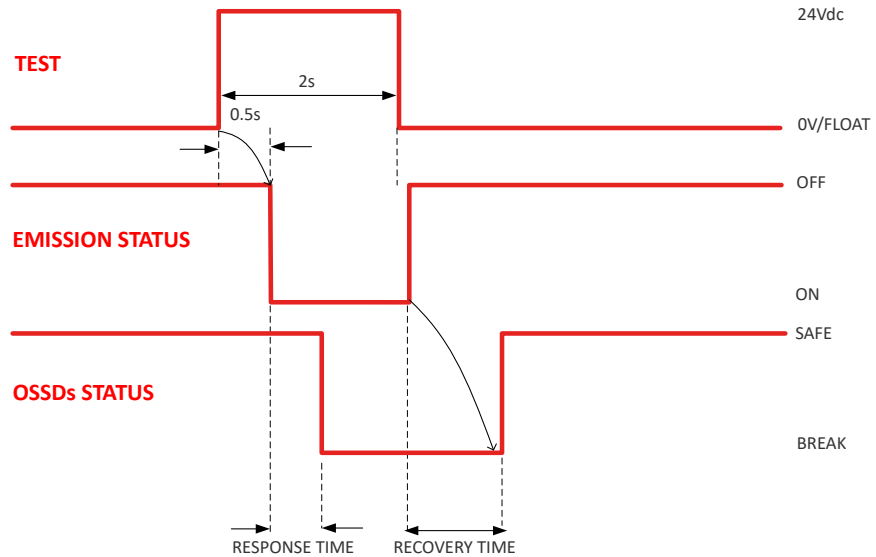 24Vdc
TEST
2s
0.5s
0V/FLOAT
OFF
EMISSION STATUS
ON
SAFE
OSSDs STATUS
BREAK
RESPONSE TIME
RECOVERY TIME